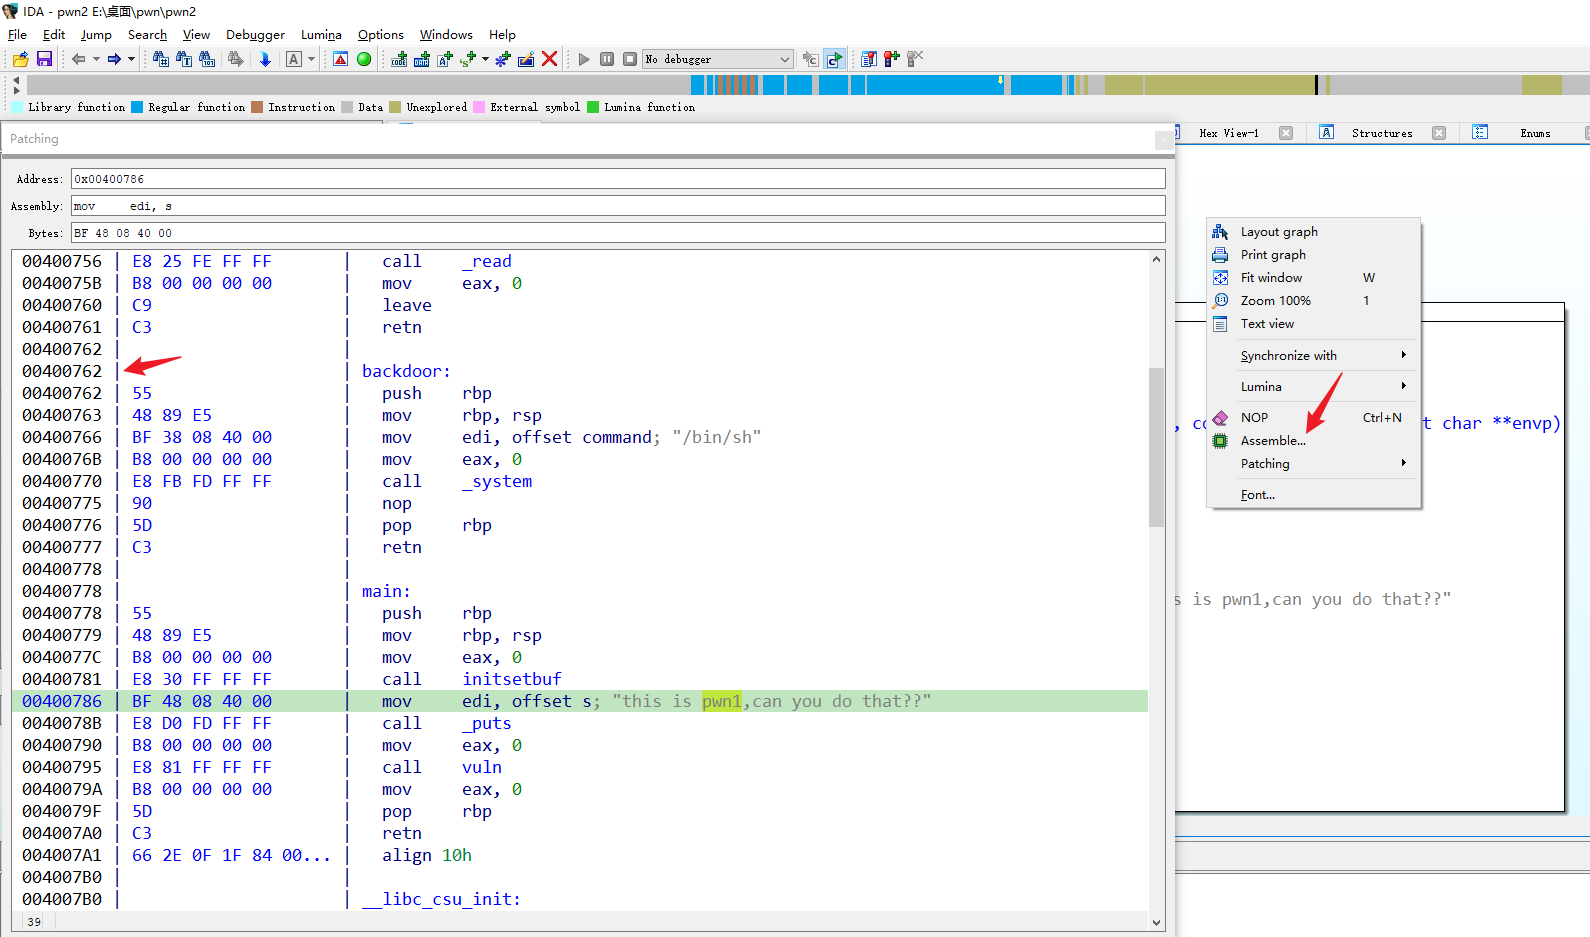 IDA - pwn2 E:\桌面\pwn\pwn2
File Edit Jump Search View Debugger Lumina Options Windows Help
No debugger
Library function Regular function Instruction Data Unexplored External symbol Lumina function
Patching
Hex View-1 Structures Enums
Address: 0x00400786
Assembly: mov edi, s
Bytes: BF 48 08 40 00
00400756 | E8 25 FE FF FF | call _read
0040075B | B8 00 00 00 00 | mov eax, 0
00400760 | C9 | leave
00400761 | C3 | retn
00400762 | |
00400762 | | backdoor:
00400762 | 55 | push rbp
00400763 | 48 89 E5 | mov rbp, rsp
00400766 | BF 38 08 40 00 | mov edi, offset command; "/bin/sh"
0040076B | B8 00 00 00 00 | mov eax, 0
00400770 | E8 FB FD FF FF | call _system
00400775 | 90 | nop
00400776 | 5D | pop rbp
00400777 | C3 | retn
00400778 | |
00400778 | | main:
00400778 | 55 | push rbp
00400779 | 48 89 E5 | mov rbp, rsp
0040077C | B8 00 00 00 00 | mov eax, 0
00400781 | E8 30 FF FF FF | call initsetbuf
00400786 | BF 48 08 40 00 | mov edi, offset s; "this is pwn1,can you do that??"
0040078B | E8 D0 FD FF FF | call _puts
00400790 | B8 00 00 00 00 | mov eax, 0
00400795 | E8 81 FF FF FF | call vuln
0040079A | B8 00 00 00 00 | mov eax, 0
0040079F | 5D | pop rbp
004007A0 | C3 | retn
004007A1 | 66 2E 0F 1F 84 00... | align 10h
004007B0 | |
004007B0 | | __libc_csu_init:
39
Layout graph
Print graph
Fit window W
Zoom 100% 1
Text view
Synchronize with
Lumina
NOP Ctrl+N
Assemble...
Patching
Font...
, co
t char **envp)
s is pwn1,can you do that??"